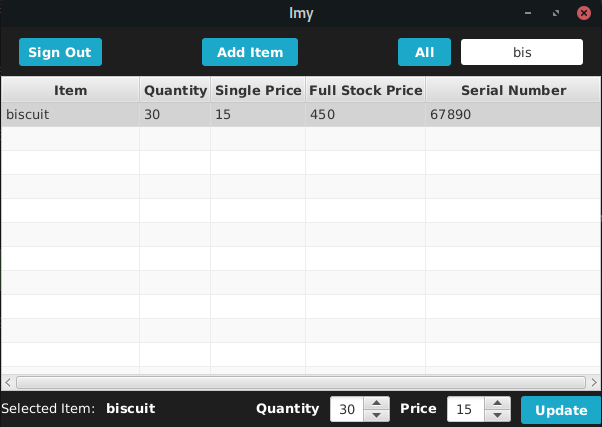 lmy
Sign Out Add Item All bis
Item Quantity Single Price Full Stock Price Serial Number
biscuit 30 15 450 67890
Selected Item: biscuit Quantity 30 Price 15 Update